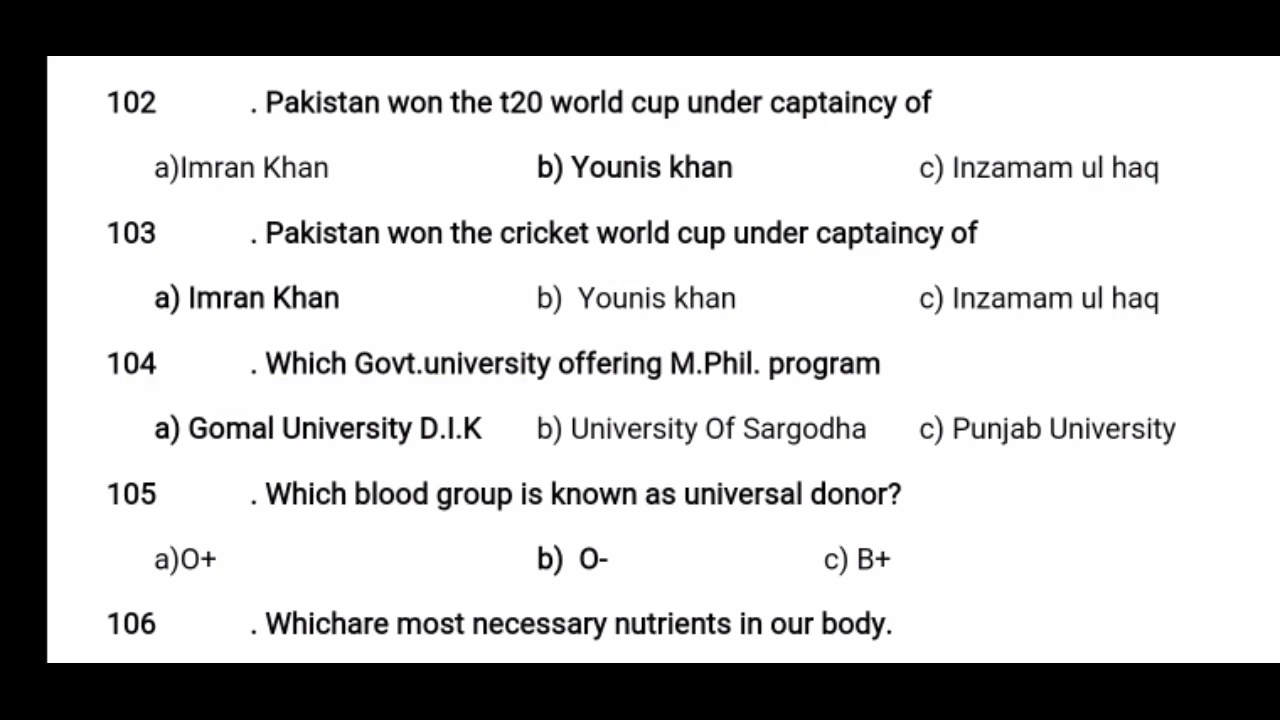 102 . Pakistan won the t20 world cup under captaincy of
a)Imran Khan b) Younis khan c) Inzamam ul haq
103 . Pakistan won the cricket world cup under captaincy of
a) Imran Khan b) Younis khan c) Inzamam ul haq
104 . Which Govt.university offering M.Phil. program
a) Gomal University D.I.K b) University Of Sargodha c) Punjab University
105 . Which blood group is known as universal donor?
a)O+ b) O- c) B+
106 . Whichare most necessary nutrients in our body.